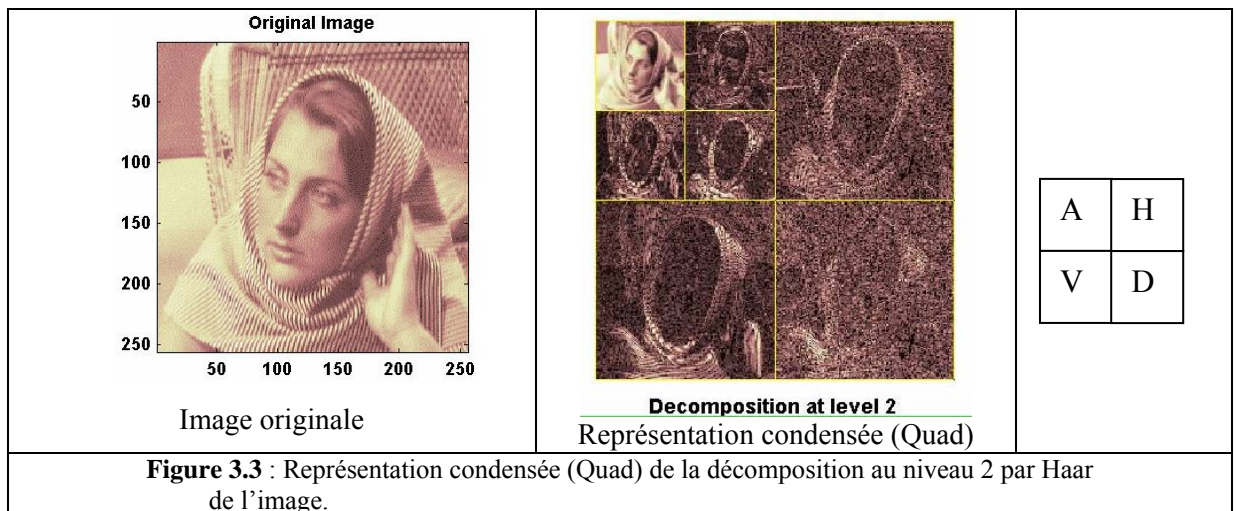 Original Image
50
100
150
200
250
50 100 150 200 250
Image originale
Decomposition at level 2
Représentation condensée (Quad)
A H
V D
Figure 3.3 : Représentation condensée (Quad) de la décomposition au niveau 2 par Haar
de l’image.